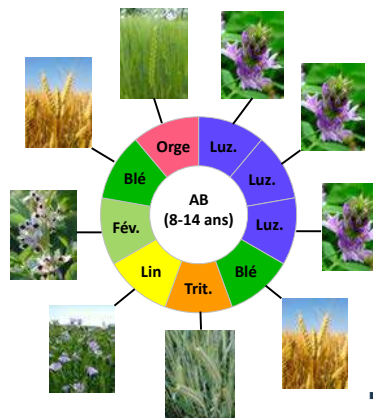 Orge
Luz.
Luz.
Luz.
Blé
Trit.
Lin
Fév.
Blé
AB
(8-14 ans)